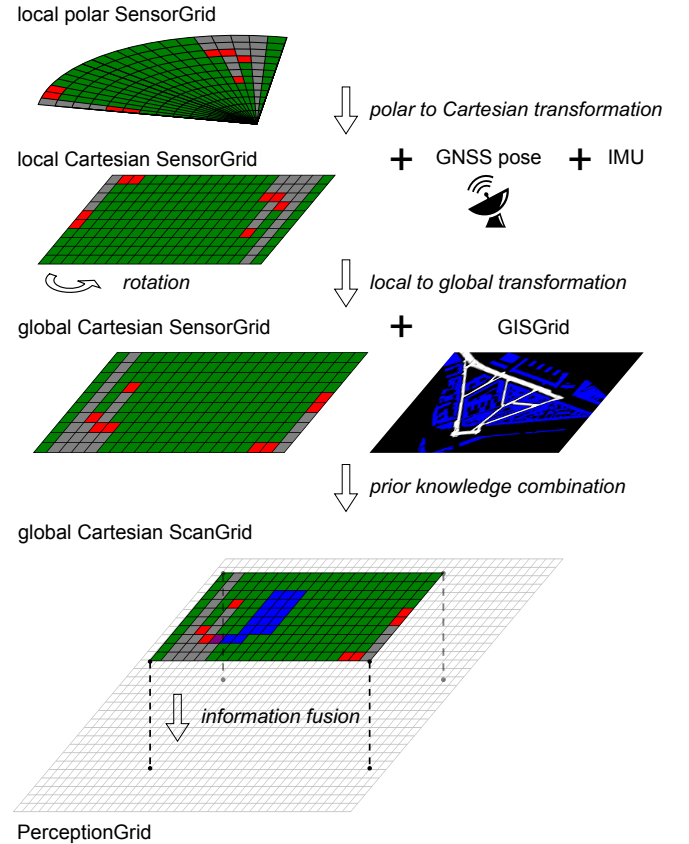 local polar SensorGrid
polar to Cartesian transformation
local Cartesian SensorGrid
+ GNSS pose + IMU
rotation
local to global transformation
global Cartesian SensorGrid
+ GISGrid
prior knowledge combination
global Cartesian ScanGrid
information fusion
PerceptionGrid